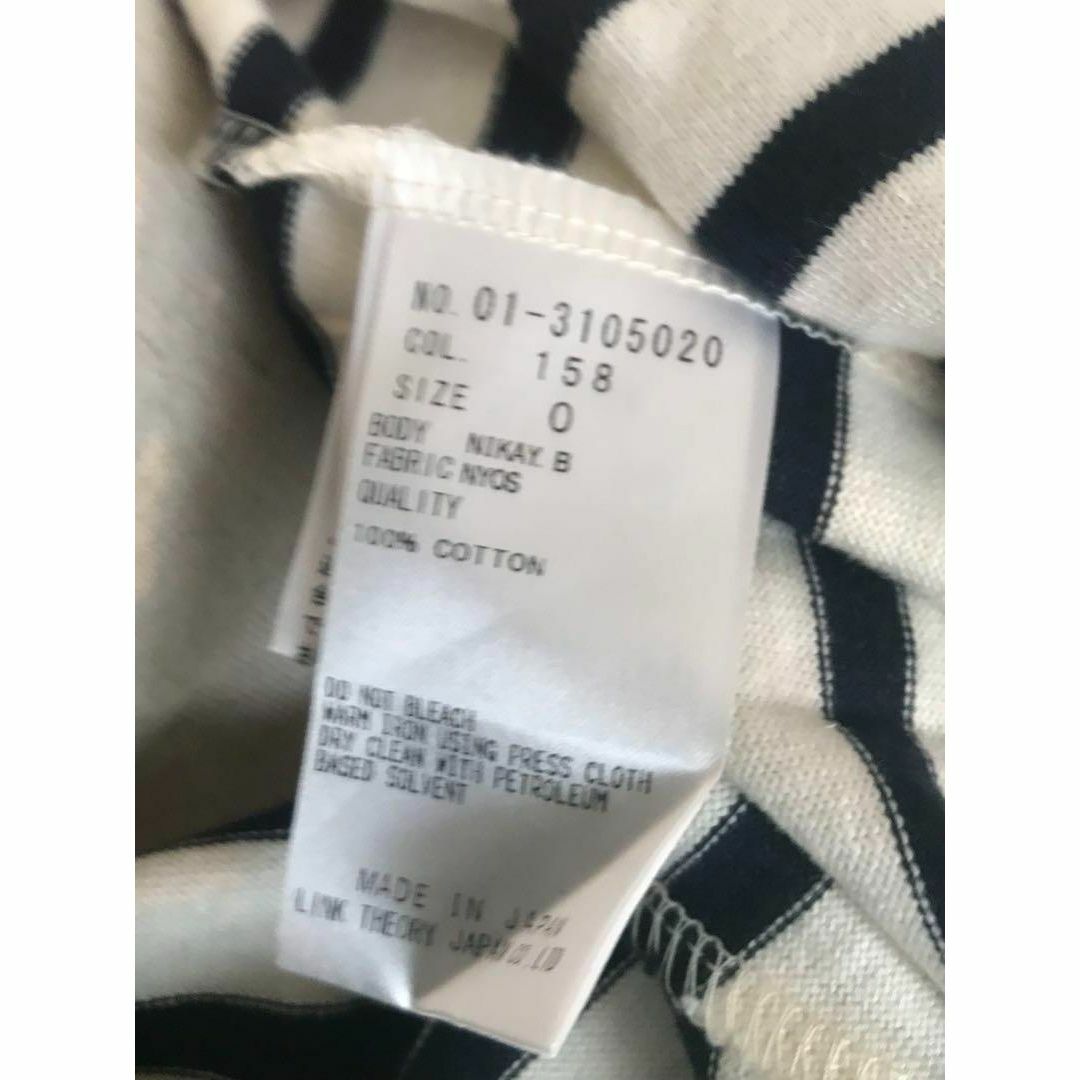 NO. 01-3105020
COL. 158
SIZE 0
BODY NIKAY.B
FABRIC NYOS
QUALITY
100% COTTON
DO NOT BLEACH
WARM IRON USING PRESS CLOTH
DRY CLEAN WITH PETROLEUM
BASED SOLVENT
MADE IN JAPAN
LINK THEORY JAPAN CO.LTD